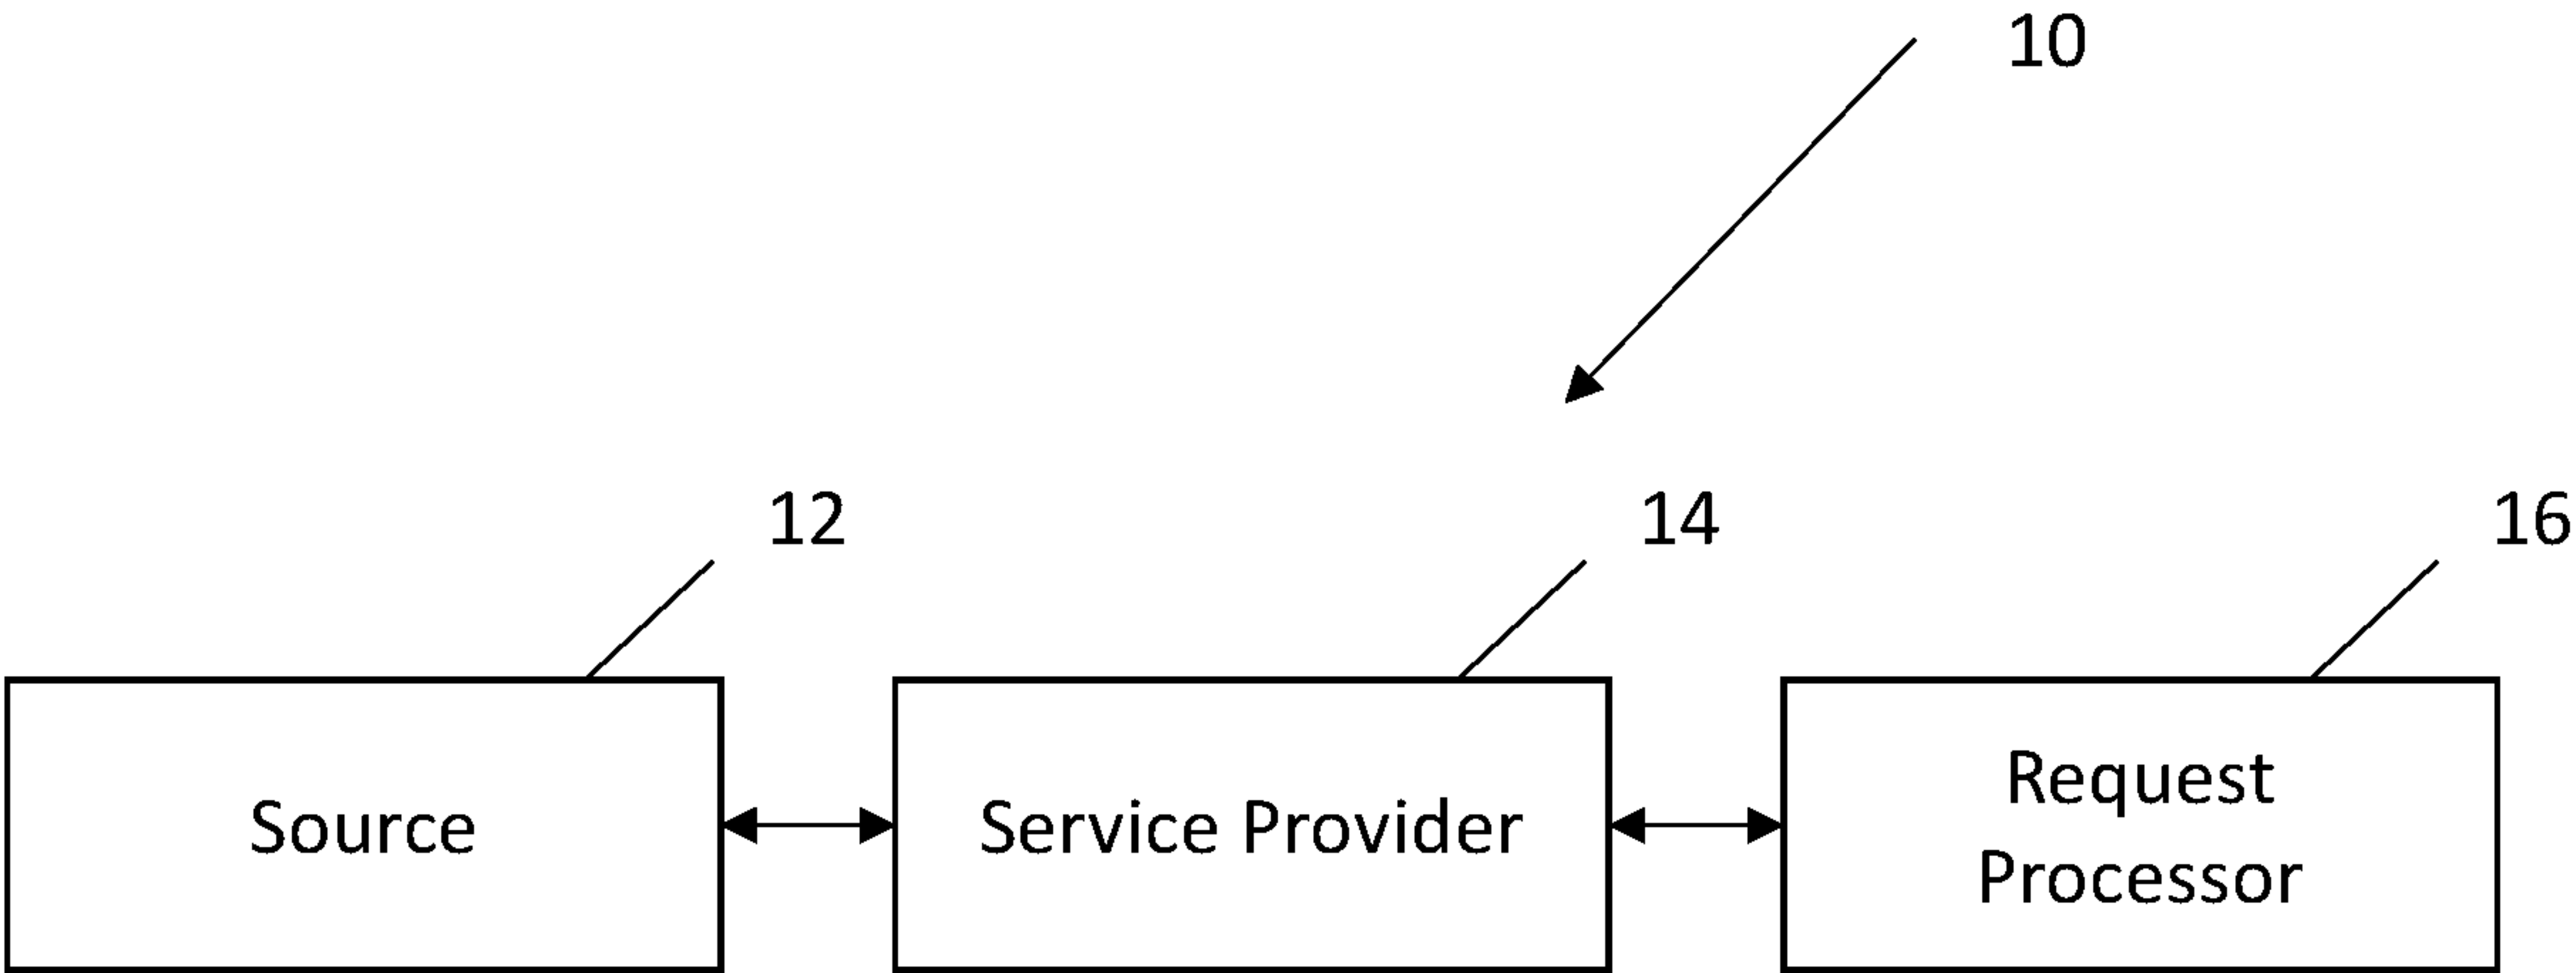 10
12
14
16
Source
Service Provider
Request
Processor